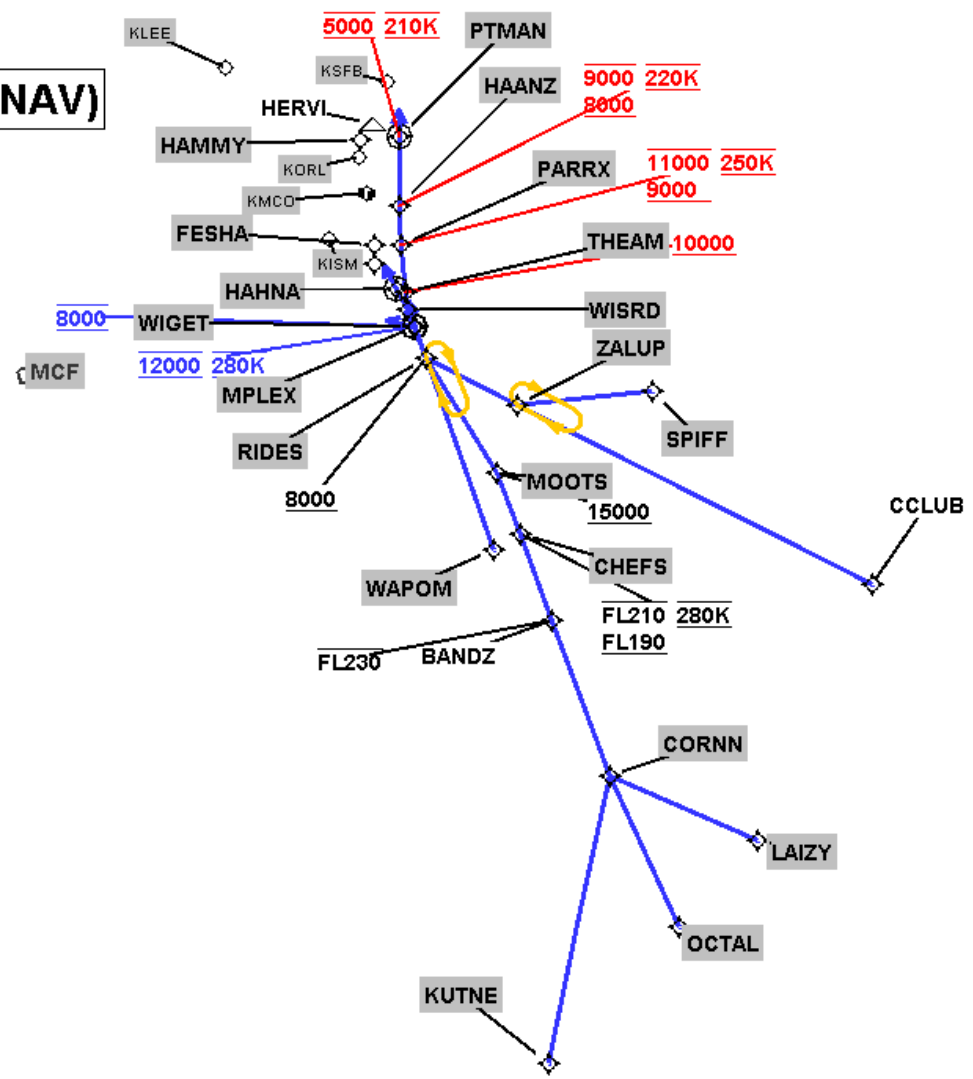 KLEE
5000 210K
PTMAN
NAV)
KSFB
HAANZ
9000 220K
8000
HERVI
HAMMY
KORL
PARRX
11000 250K
9000
KMCO
FESHA
THEAM
10000
KISM
HAHNA
WISRD
8000
WIGET
ZALUP
12000 280K
MCF
MPLEX
SPIFF
RIDES
MOOTS
8000
15000
CCLUB
CHEFS
WAPOM
FL210 280K
FL190
FL230
BANDZ
CORNN
LAIZY
OCTAL
KUTNE